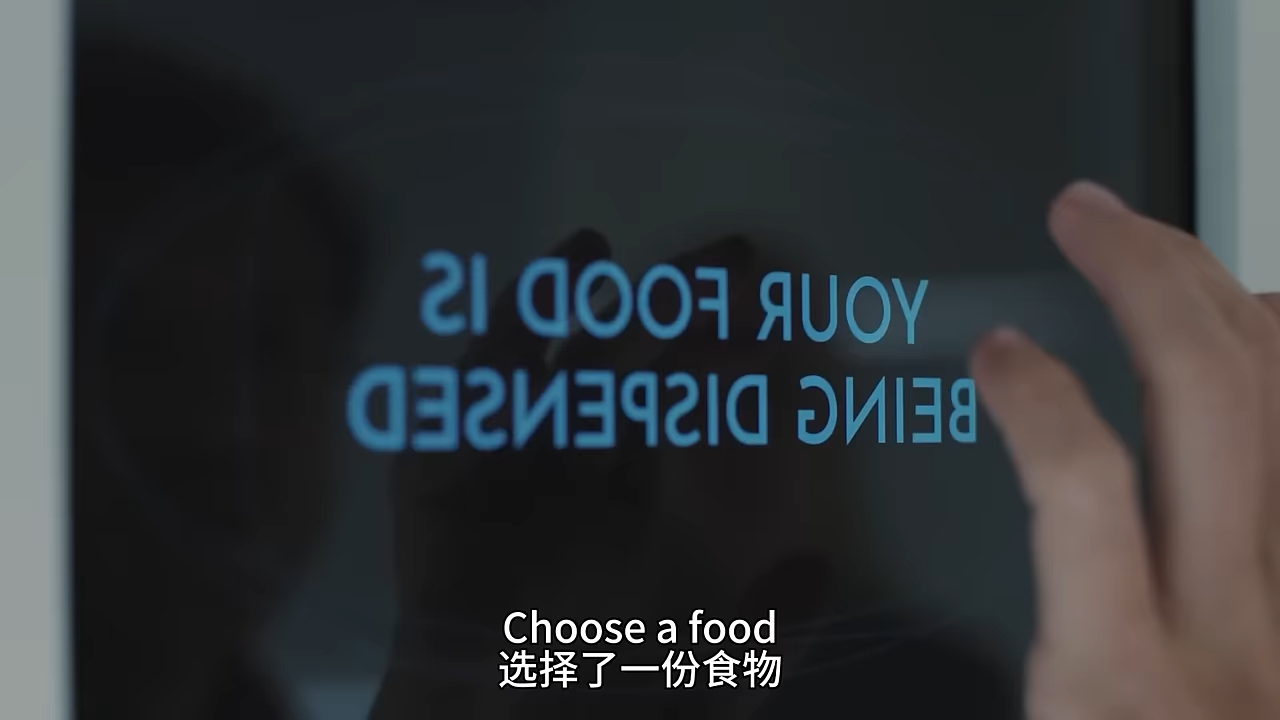 YOUR FOOD IS
BEING DISPENSED
Choose a food
选择了一份食物